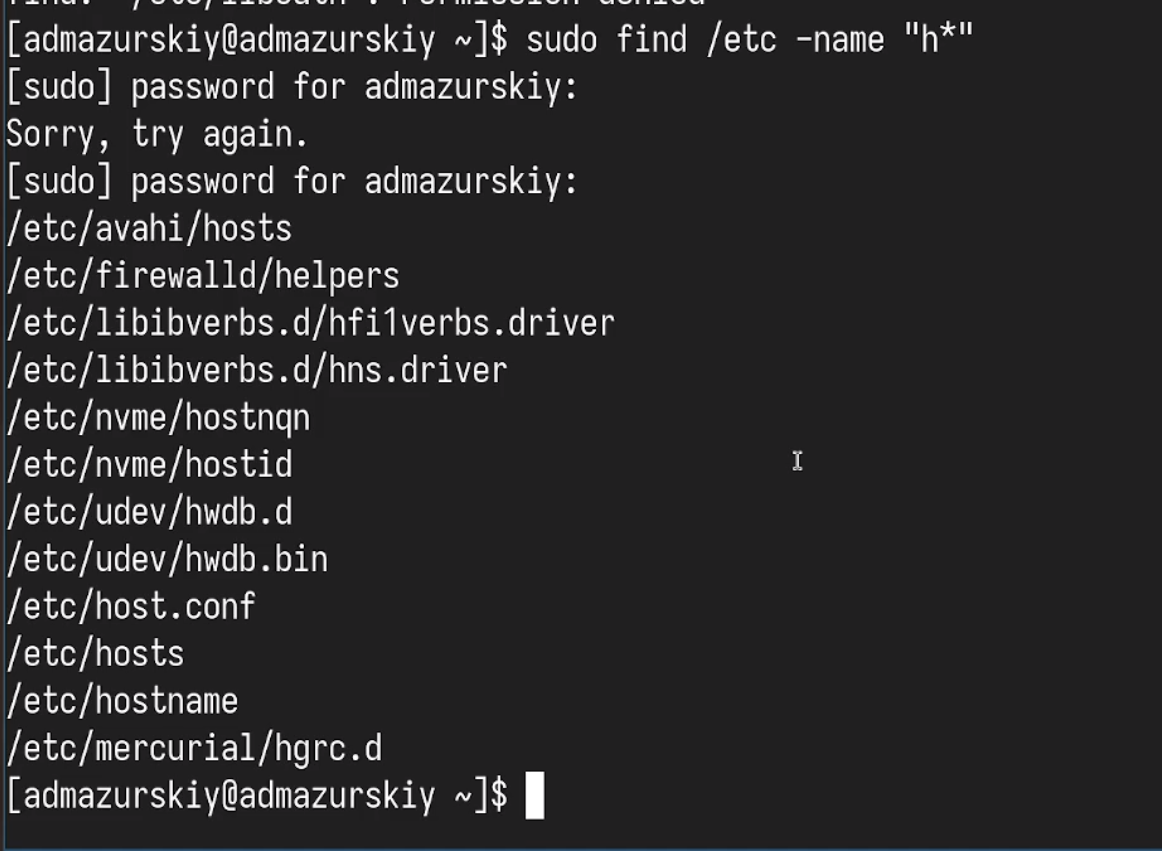 [admazurskiy@admazurskiy ~]$ sudo find /etc -name "h*"
[sudo] password for admazurskiy:
Sorry, try again.
[sudo] password for admazurskiy:
/etc/avahi/hosts
/etc/firewalld/helpers
/etc/libibverbs.d/hfi1verbs.driver
/etc/libibverbs.d/hns.driver
/etc/nvme/hostnqn
/etc/nvme/hostid
/etc/udev/hwdb.d
/etc/udev/hwdb.bin
/etc/host.conf
/etc/hosts
/etc/hostname
/etc/mercurial/hgrc.d
[admazurskiy@admazurskiy ~]$